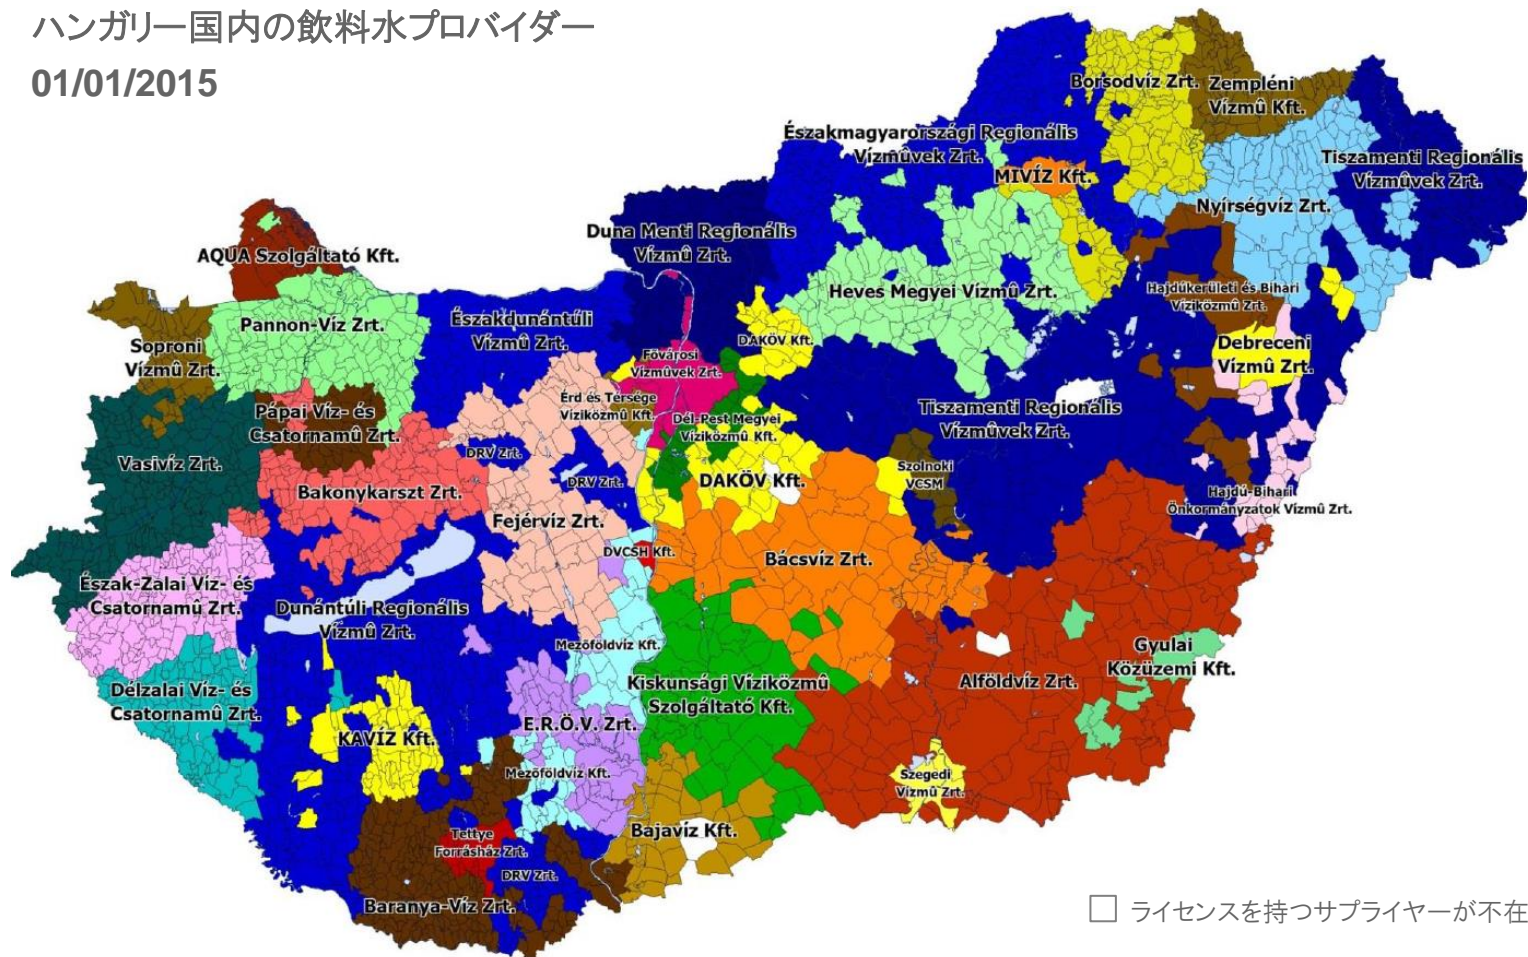 ハンガリー国内の飲料水プロバイダー
01/01/2015
Borsodvíz Zrt.
Zempléni
Vízmû Kft.
Északmagyarországi Regionális
Vízmûvek Zrt.
MIVÍZ Kft.
Tiszamenti Regionális
Vízmûvek Zrt.
Nyírségvíz Zrt.
Duna Menti Regionális
Vízmû Zrt.
AQUA Szolgáltató Kft.
Heves Megyei Vízmû Zrt.
Hajdúkerületi és Bihari
Víziközmû Zrt.
Pannon-Víz Zrt.
Északdunántúli
Vízmû Zrt.
Soproni
Vízmû Zrt.
DAKÖV Kft.
Debreceni
Vízmû Zrt.
Fõvárosi
Vízmûvek Zrt.
Érd és Térsége
Víziközmû Kft.
Pápai Víz- és
Csatornamû Zrt.
Dél-Pest Megyei
Víziközmû Kft.
Tiszamenti Regionális
Vízmûvek Zrt.
Vasivíz Zrt.
DRV Zrt.
DRV Zrt.
DAKÖV Kft.
Szolnoki
VCSM
Bakonykarszt Zrt.
Hajdú-Bihari
Önkormányzatok Vízmû Zrt.
Fejérvíz Zrt.
DVCSH Kft.
Bácsvíz Zrt.
Észak-Zalai Víz- és
Csatornamû Zrt.
Dunántúli Regionális
Vízmû Zrt.
Mezõföldvíz Kft.
Gyulai
Közüzemi Kft.
Délzalai Víz- és
Csatornamû Zrt.
Kiskunsági Víziközmû
Szolgáltató Kft.
Alföldvíz Zrt.
E.R.Ö.V. Zrt.
KAVÍZ Kft.
Mezõföldvíz Kft.
Szegedi
Vízmû Zrt.
Bajavíz Kft.
Tettye
Forrásház Zrt.
DRV Zrt.
Baranya-Víz Zrt.
ライセンスを持つサプライヤーが不在